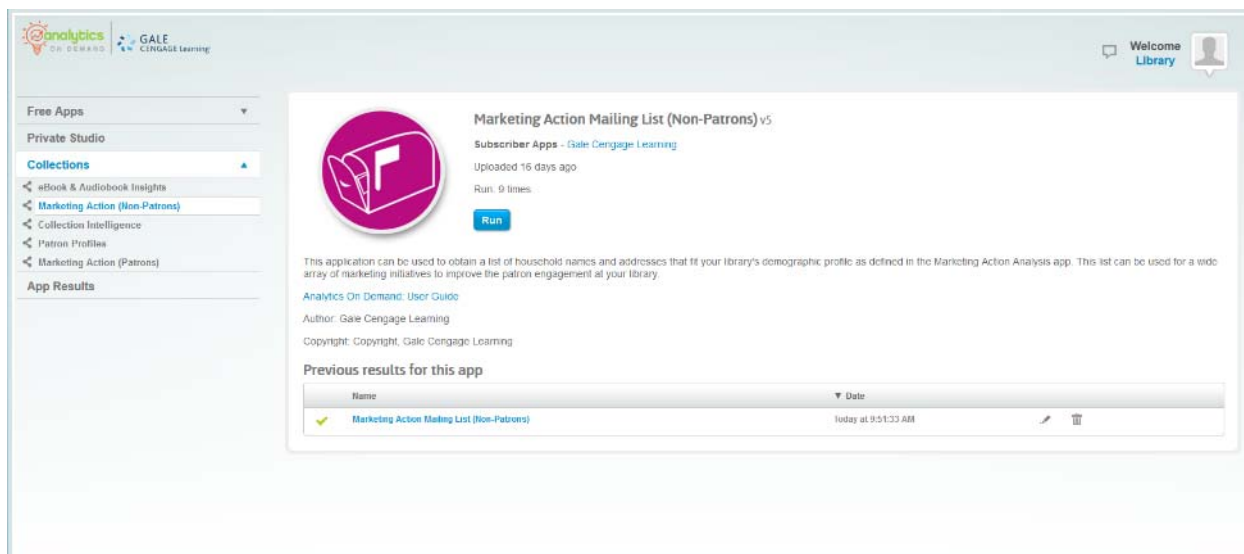 analytics
ON DEMAND
GALE
CENGAGE Learning
Welcome
Library
Free Apps
Private Studio
Collections
eBook & Audiobook Insights
Marketing Action (Non-Patrons)
Collection Intelligence
Patron Profiles
Marketing Action (Patrons)
App Results
Marketing Action Mailing List (Non-Patrons) v5
Subscriber Apps - Gale Cengage Learning
Uploaded 16 days ago
Run: 9 times.
Run
This application can be used to obtain a list of household names and addresses that fit your library's demographic profile as defined in the Marketing Action Analysis app. This list can be used for a wide
array of marketing initiatives to improve the patron engagement at your library.
Analytics On Demand: User Guide
Author: Gale Cengage Learning
Copyright: Copyright, Gale Cengage Learning
Previous results for this app
Name ▼ Date
Marketing Action Mailing List (Non-Patrons) Today at 9:51:33 AM